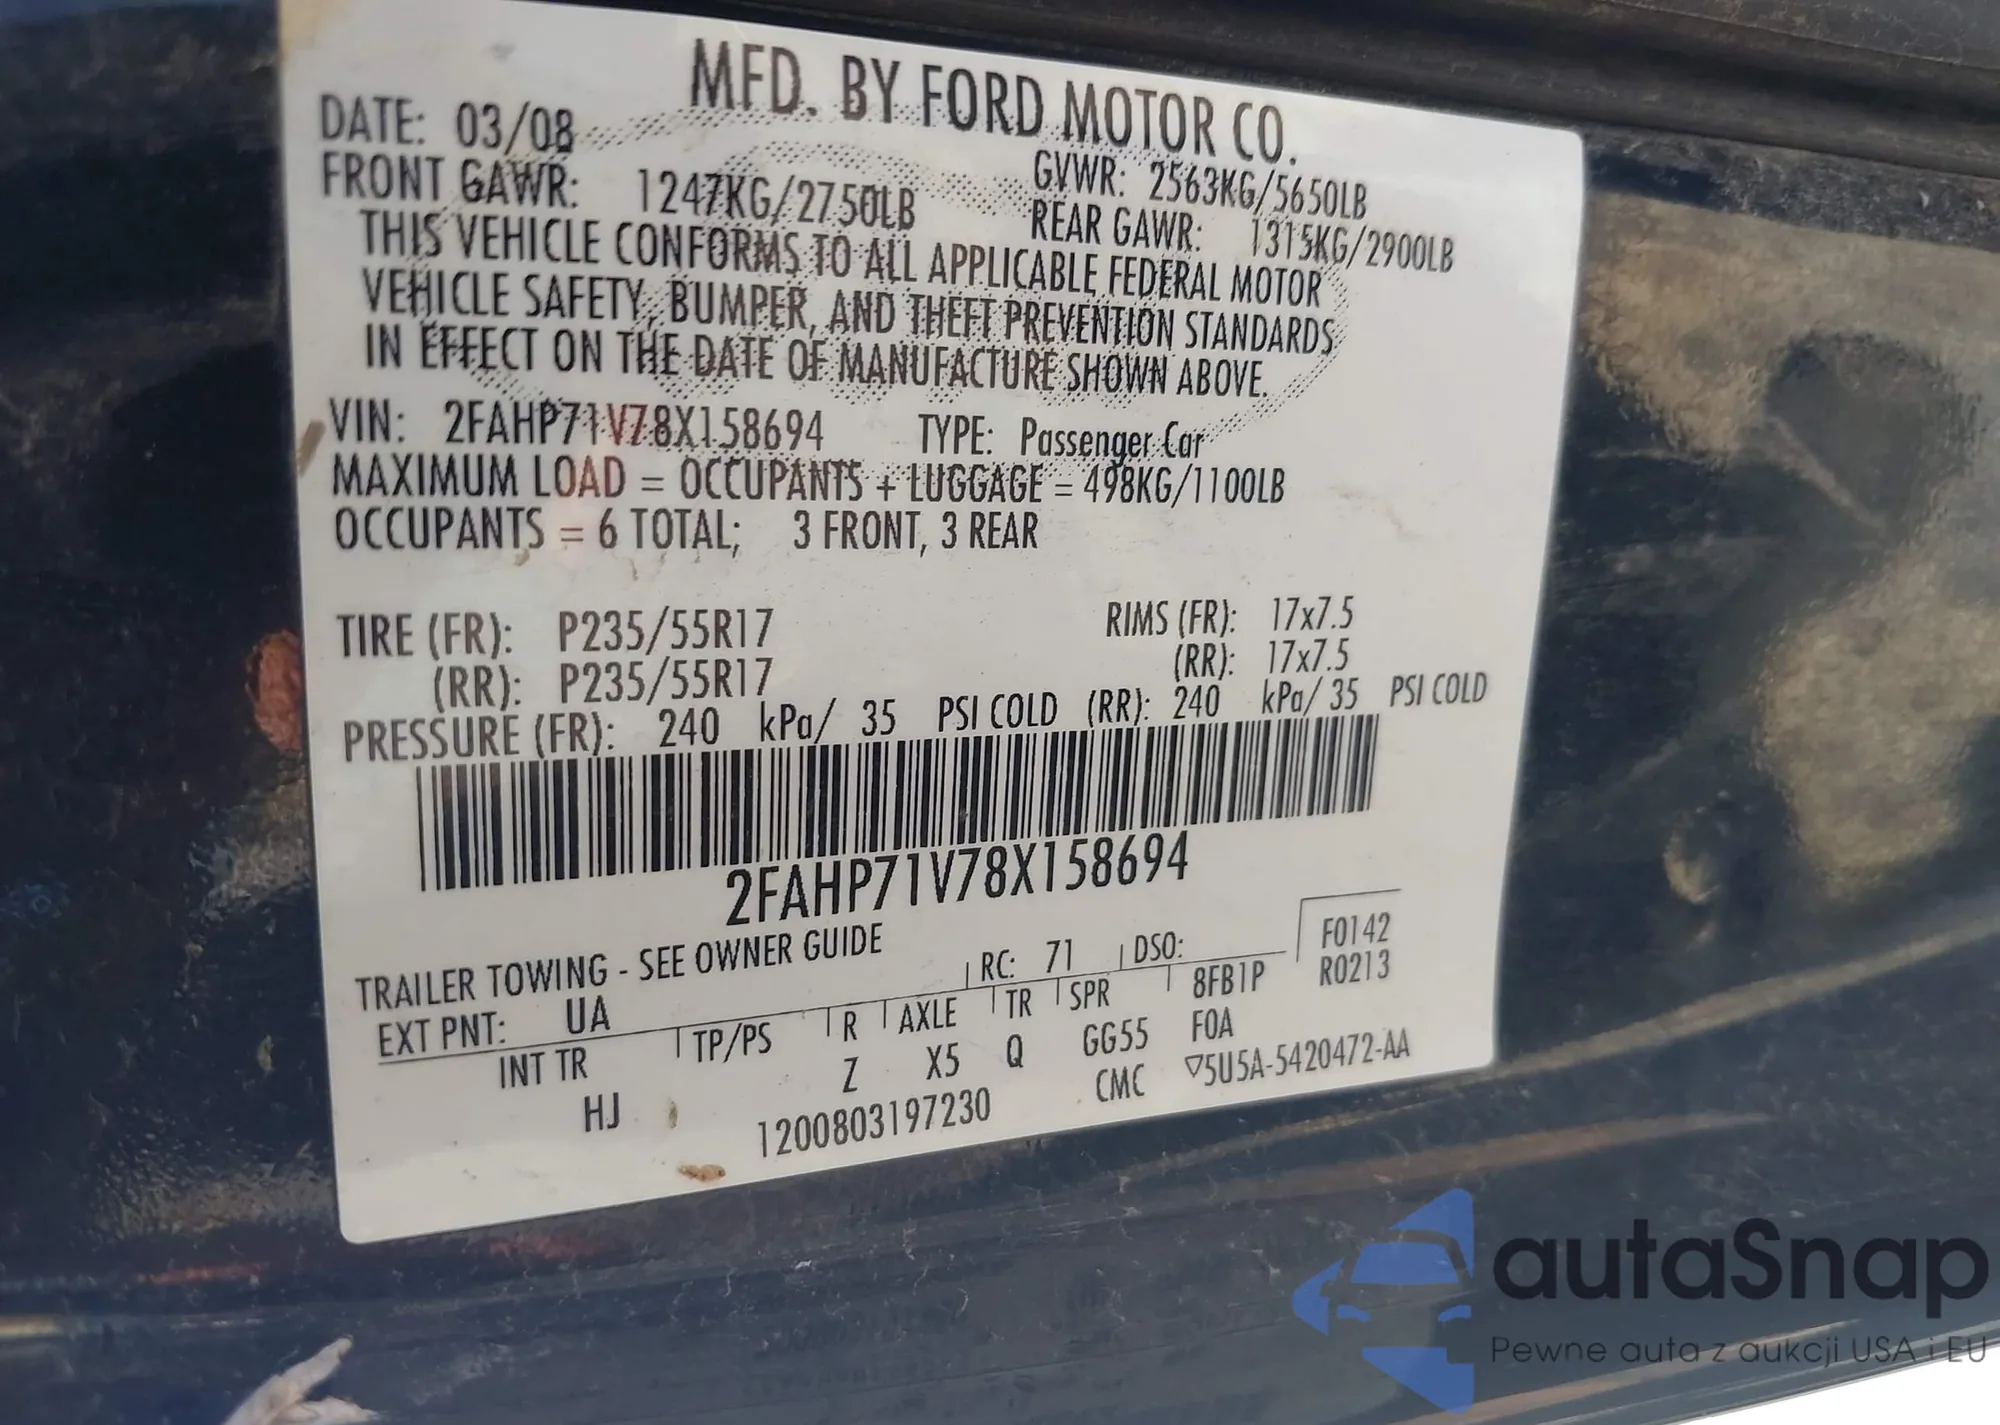 MFD. BY FORD MOTOR CO.
DATE: 03/08 GVWR: 2563KG/5650LB
FRONT GAWR: 1247KG/2750LB REAR GAWR: 1315KG/2900LB
THIS VEHICLE CONFORMS TO ALL APPLICABLE FEDERAL MOTOR
VEHICLE SAFETY, BUMPER, AND THEFT PREVENTION STANDARDS
IN EFFECT ON THE DATE OF MANUFACTURE SHOWN ABOVE.
VIN: 2FAHP71V78X158694 TYPE: Passenger Car
MAXIMUM LOAD = OCCUPANTS + LUGGAGE = 498KG/1100LB
OCCUPANTS = 6 TOTAL; 3 FRONT, 3 REAR
TIRE (FR): P235/55R17 RIMS (FR): 17x7.5
(RR): P235/55R17 (RR): 17x7.5
PRESSURE (FR): 240 kPa/ 35 PSI COLD (RR): 240 kPa/ 35 PSI COLD
2FAHP71V78X158694
TRAILER TOWING - SEE OWNER GUIDE
EXT PNT: UA RC: 71 DSO: F0142
INT TR TP/PS R AXLE TR SPR 8FB1P R0213
HJ Z X5 Q GG55 F0A
1200803197230 CMC ▽5U5A-5420472-AA
autaSnap
Pewne auta z aukcji USA i EU